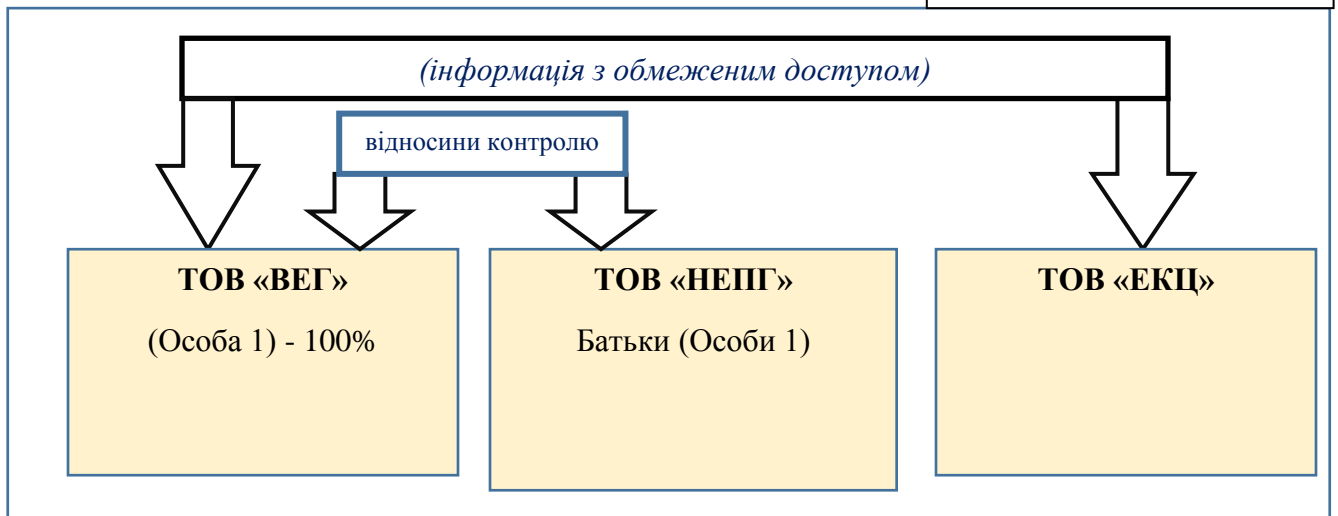 (інформація з обмеженим доступом)
відносини контролю
ТОВ «ВЕГ»
(Особа 1) - 100%
ТОВ «НЕПГ»
Батьки (Особи 1)
ТОВ «ЕКЦ»